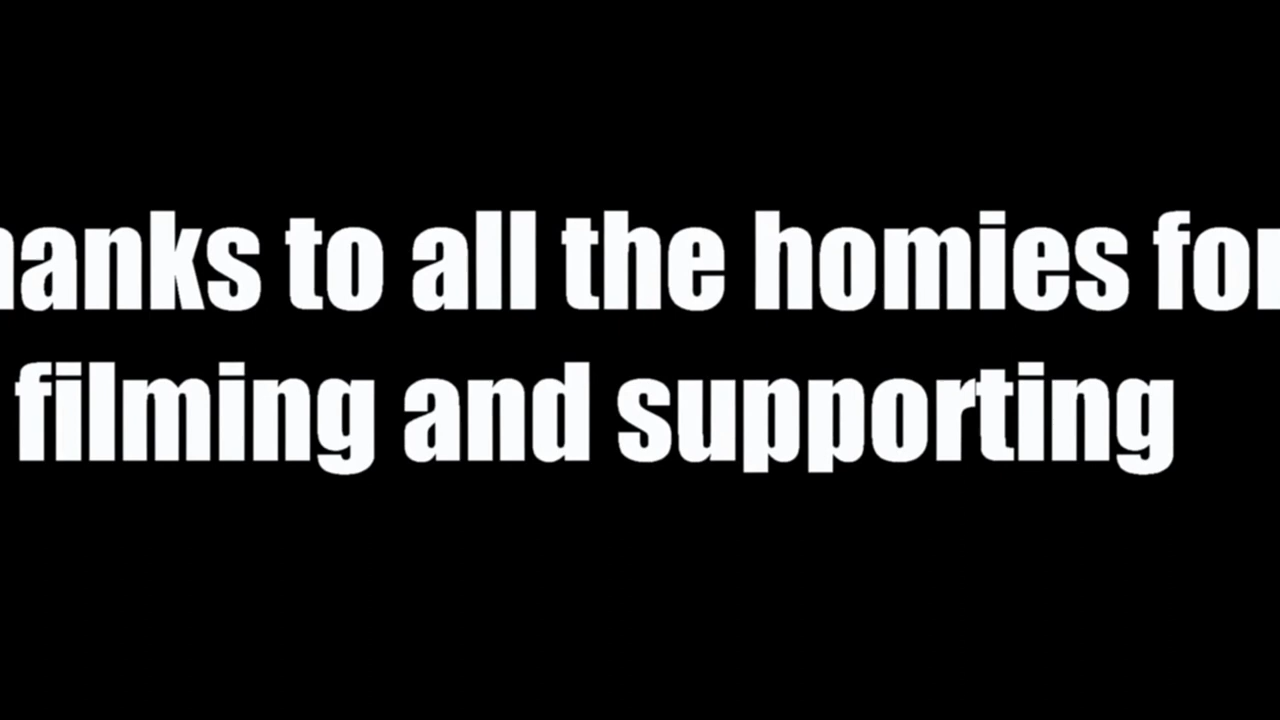 hanks to all the homies for
filming and supporting